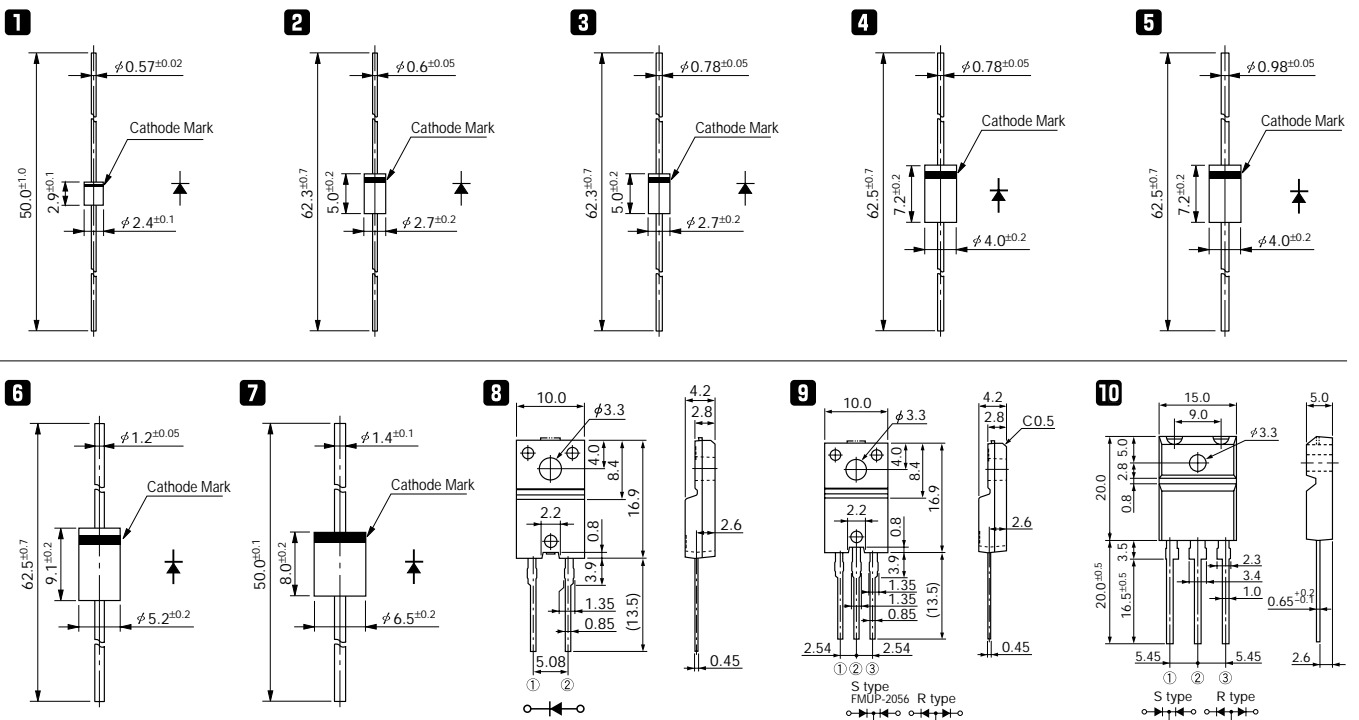 1
50.0±1.0
2.9±0.1
φ0.57±0.02
Cathode Mark
φ2.4±0.1
2
62.3±0.7
5.0±0.2
φ0.6±0.05
Cathode Mark
φ2.7±0.2
3
62.3±0.7
5.0±0.2
φ0.78±0.05
Cathode Mark
φ2.7±0.2
4
62.5±0.7
7.2±0.2
φ0.78±0.05
Cathode Mark
φ4.0±0.2
5
62.5±0.7
7.2±0.2
φ0.98±0.05
Cathode Mark
φ4.0±0.2
6
62.5±0.7
9.1±0.2
φ1.2±0.05
Cathode Mark
φ5.2±0.2
7
50.0±0.1
8.0±0.2
φ1.4±0.1
Cathode Mark
φ6.5±0.2
8
10.0
φ3.3
4.0
8.4
16.9
2.2
0.8
3.9
1.35
0.85
(13.5)
5.08
① ②
4.2
2.8
2.6
0.45
9
10.0
φ3.3
4.0
8.4
16.9
2.2
0.8
3.9
1.35
1.35
0.85
(13.5)
2.54 2.54
① ② ③
S type
FMUP-2056 R type
4.2
2.8
C0.5
2.6
0.45
10
15.0
9.0
φ3.3
5.0
2.8
0.8
20.0
3.5
20.0±0.5
16.5±0.5
2.3
3.4
1.0
5.45 5.45
① ② ③
S type R type
5.0
0.65+0.2−0.1
2.6